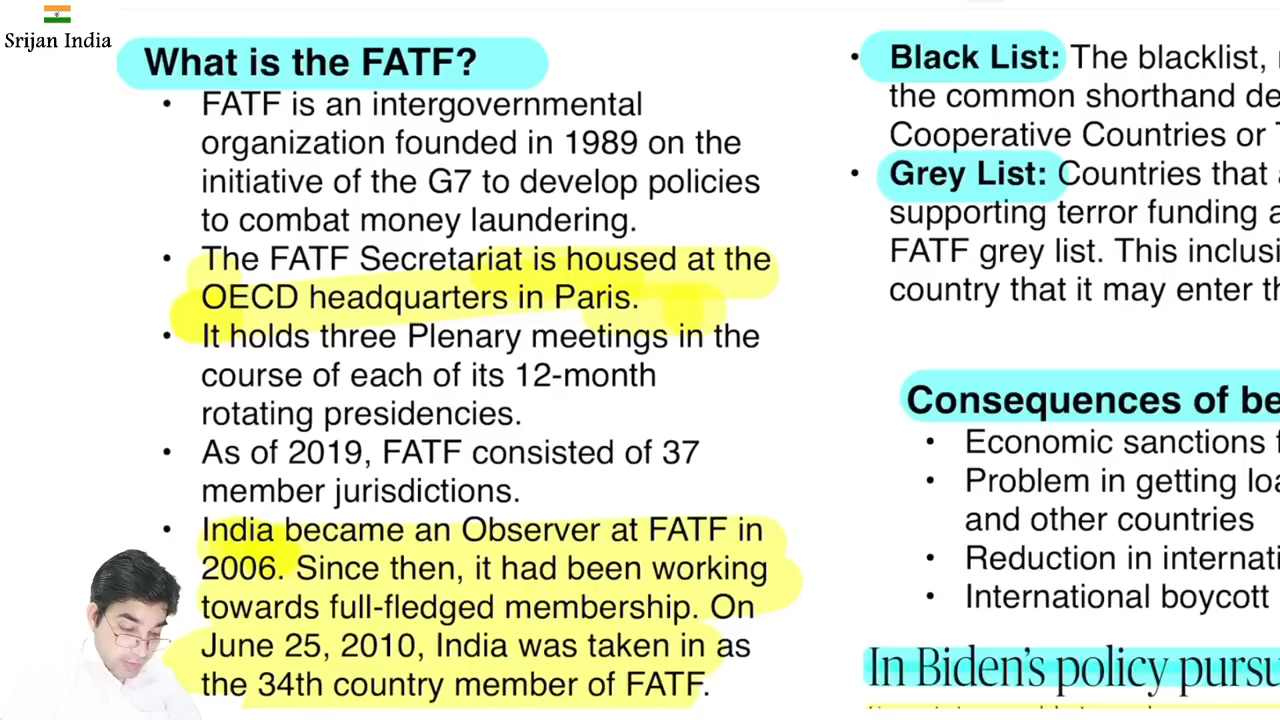 Srijan India
What is the FATF?
• FATF is an intergovernmental
organization founded in 1989 on the
initiative of the G7 to develop policies
to combat money laundering.
• The FATF Secretariat is housed at the
OECD headquarters in Paris.
• It holds three Plenary meetings in the
course of each of its 12-month
rotating presidencies.
• As of 2019, FATF consisted of 37
member jurisdictions.
• India became an Observer at FATF in
2006. Since then, it had been working
towards full-fledged membership. On
June 25, 2010, India was taken in as
the 34th country member of FATF.
• Black List: The blacklist,
the common shorthand de
Cooperative Countries or T
• Grey List: Countries that a
supporting terror funding a
FATF grey list. This inclusi
country that it may enter th
Consequences of be
• Economic sanctions f
• Problem in getting loa
and other countries
• Reduction in internati
• International boycott
In Biden's policy pursu